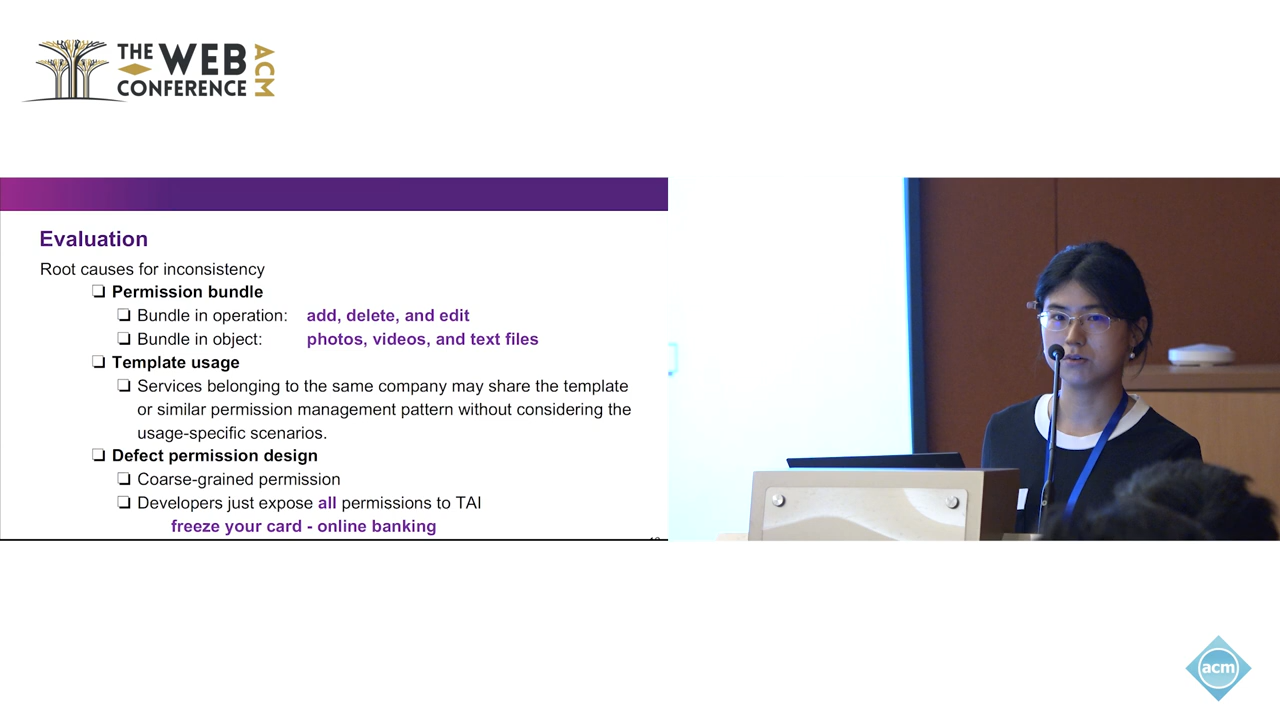 THE
WEB
CONFERENCE
ACM
Evaluation
Root causes for inconsistency
❏ Permission bundle
❏ Bundle in operation: add, delete, and edit
❏ Bundle in object: photos, videos, and text files
❏ Template usage
❏ Services belonging to the same company may share the template
or similar permission management pattern without considering the
usage-specific scenarios.
❏ Defect permission design
❏ Coarse-grained permission
❏ Developers just expose all permissions to TAI
freeze your card - online banking
acm